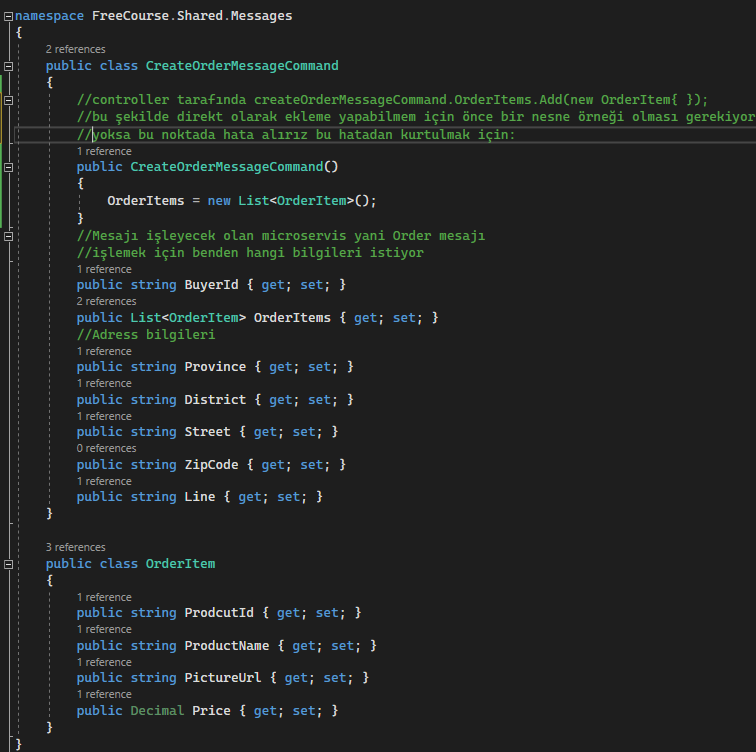 namespace FreeCourse.Shared.Messages
{
2 references
public class CreateOrderMessageCommand
{
//controller tarafında createOrderMessageCommand.OrderItems.Add(new OrderItem{ });
//bu şekilde direkt olarak ekleme yapabilmem için önce bir nesne örneği olması gerekiyor
//yoksa bu noktada hata alırız bu hatadan kurtulmak için:
1 reference
public CreateOrderMessageCommand()
{
OrderItems = new List<OrderItem>();
}
//Mesajı işleyecek olan microservis yani Order mesajı
//işlemek için benden hangi bilgileri istiyor
1 reference
public string BuyerId { get; set; }
2 references
public List<OrderItem> OrderItems { get; set; }
//Adress bilgileri
1 reference
public string Province { get; set; }
1 reference
public string District { get; set; }
1 reference
public string Street { get; set; }
0 references
public string ZipCode { get; set; }
1 reference
public string Line { get; set; }
}
3 references
public class OrderItem
{
1 reference
public string ProdcutId { get; set; }
1 reference
public string ProductName { get; set; }
1 reference
public string PictureUrl { get; set; }
1 reference
public Decimal Price { get; set; }
}
}